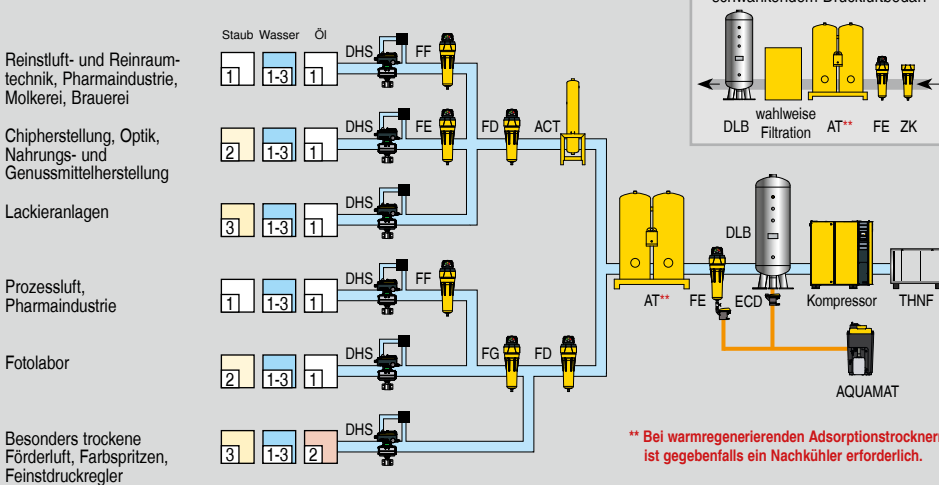 schwankendem Druckluftbedarf
DLB
wahlweise
Filtration
AT**
FE
ZK
Staub Wasser Öl
Reinstluft- und Reinraum-
technik, Pharmaindustrie,
Molkerei, Brauerei
1 1-3 1
DHS
FF
Chipherstellung, Optik,
Nahrungs- und
Genussmittelherstellung
2 1-3 1
DHS
FE
FD
ACT
Lackieranlagen
3 1-3 1
DHS
Prozessluft,
Pharmaindustrie
1 1-3 1
DHS
FF
Fotolabor
2 1-3 1
DHS
FG
FD
Besonders trockene
Förderluft, Farbspritzen,
Feinstdruckregler
3 1-3 2
DHS
AT**
FE
DLB
ECD
Kompressor
THNF
AQUAMAT
** Bei warmregenerierenden Adsorptionstrocknern
ist gegebenfalls ein Nachkühler erforderlich.